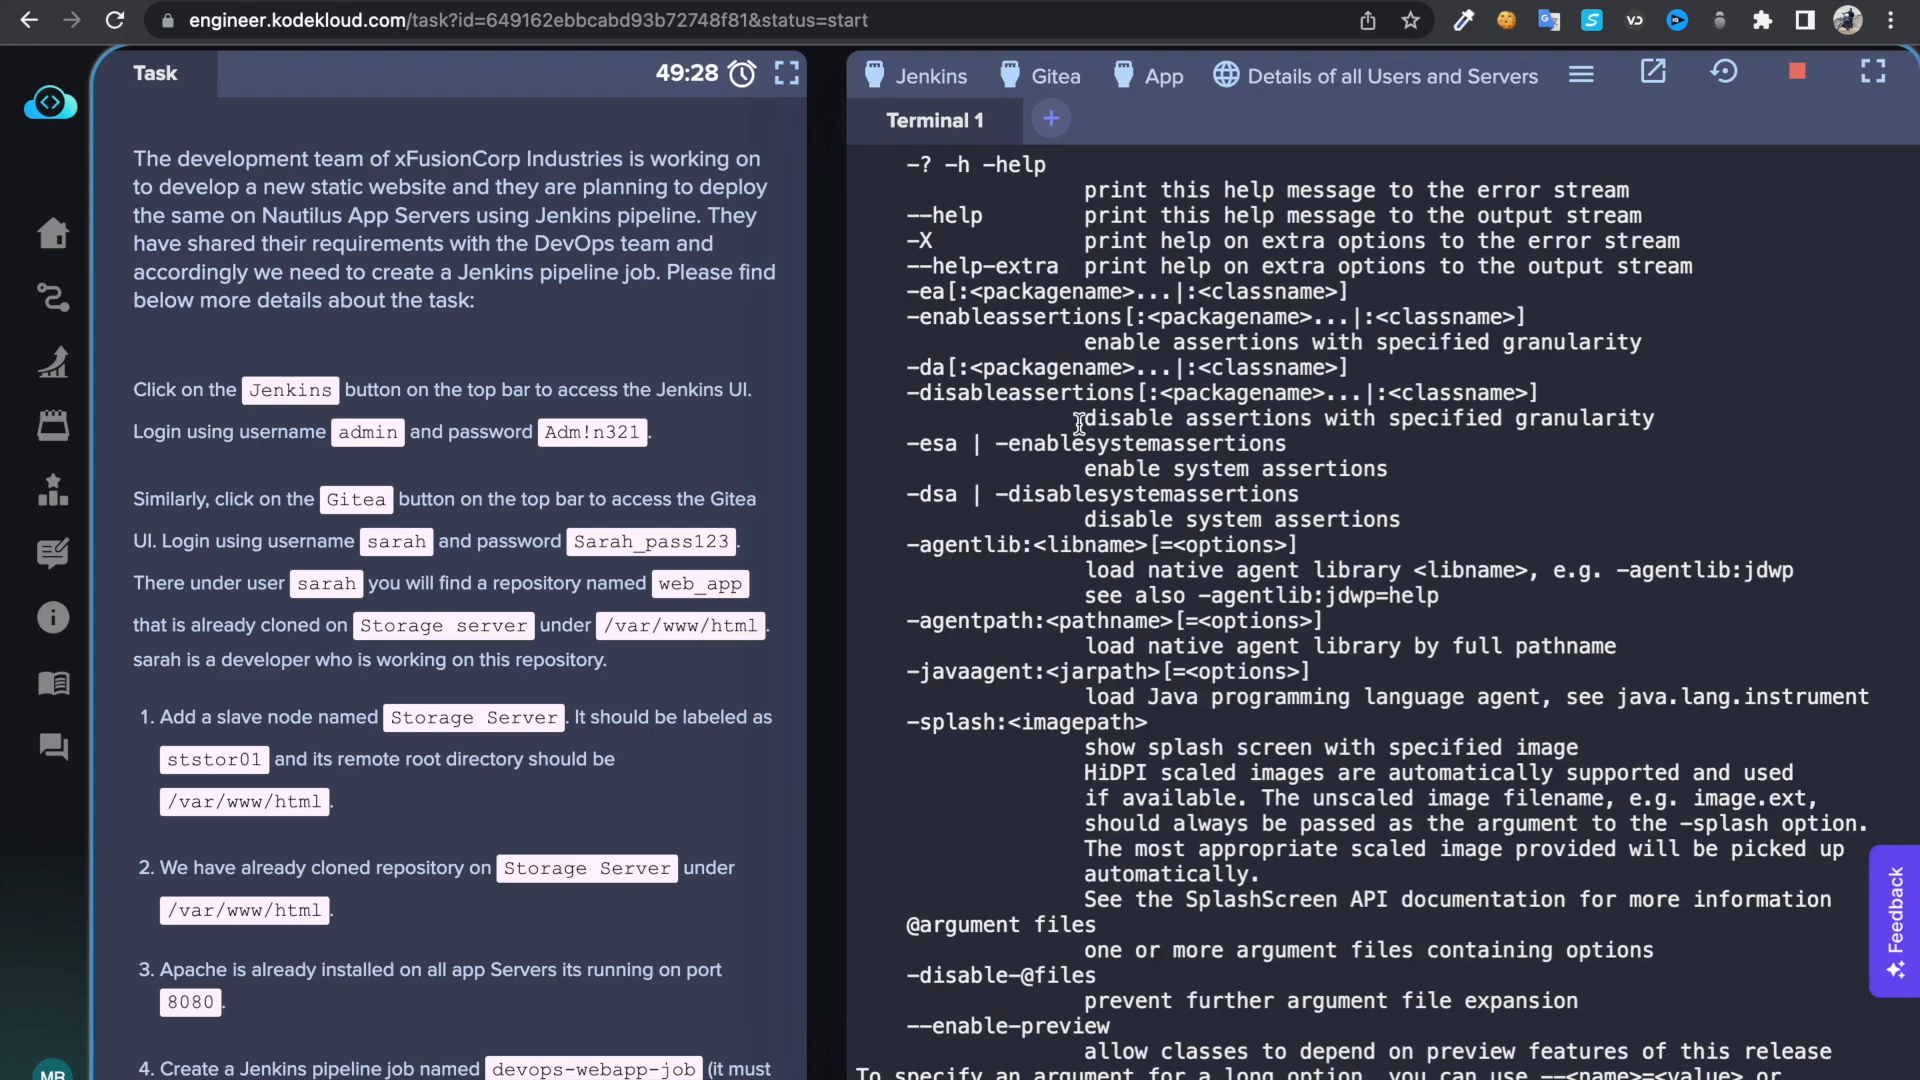 engineer.kodekloud.com/task?id=649162ebbcabd93b72748f81&status=start
Task
49:28
The development team of xFusionCorp Industries is working on
to develop a new static website and they are planning to deploy
the same on Nautilus App Servers using Jenkins pipeline. They
have shared their requirements with the DevOps team and
accordingly we need to create a Jenkins pipeline job. Please find
below more details about the task:
Click on the Jenkins button on the top bar to access the Jenkins UI.
Login using username admin and password Adm!n321.
Similarly, click on the Gitea button on the top bar to access the Gitea
UI. Login using username sarah and password Sarah_pass123.
There under user sarah you will find a repository named web_app
that is already cloned on Storage server under /var/www/html.
sarah is a developer who is working on this repository.
1. Add a slave node named Storage Server. It should be labeled as
ststor01 and its remote root directory should be
/var/www/html.
2. We have already cloned repository on Storage Server under
/var/www/html.
3. Apache is already installed on all app Servers its running on port
8080.
4. Create a Jenkins pipeline job named devops-webapp-job (it must
MR
Jenkins
Gitea
App
Details of all Users and Servers
Terminal 1
+
-? -h -help
print this help message to the error stream
--help print this help message to the output stream
-X print help on extra options to the error stream
--help-extra print help on extra options to the output stream
-ea[:<packagename>...|:<classname>]
-enableassertions[:<packagename>...|:<classname>]
enable assertions with specified granularity
-da[:<packagename>...|:<classname>]
-disableassertions[:<packagename>...|:<classname>]
disable assertions with specified granularity
-esa | -enablesystemassertions
enable system assertions
-dsa | -disablesystemassertions
disable system assertions
-agentlib:<libname>[=<options>]
load native agent library <libname>, e.g. -agentlib:jdwp
see also -agentlib:jdwp=help
-agentpath:<pathname>[=<options>]
load native agent library by full pathname
-javaagent:<jarpath>[=<options>]
load Java programming language agent, see java.lang.instrument
-splash:<imagepath>
show splash screen with specified image
HiDPI scaled images are automatically supported and used
if available. The unscaled image filename, e.g. image.ext,
should always be passed as the argument to the -splash option.
The most appropriate scaled image provided will be picked up
automatically.
See the SplashScreen API documentation for more information
@argument files
one or more argument files containing options
-disable-@files
prevent further argument file expansion
--enable-preview
allow classes to depend on preview features of this release
To specify an argument for a long option, you can use --<name>=<value> or
Feedback